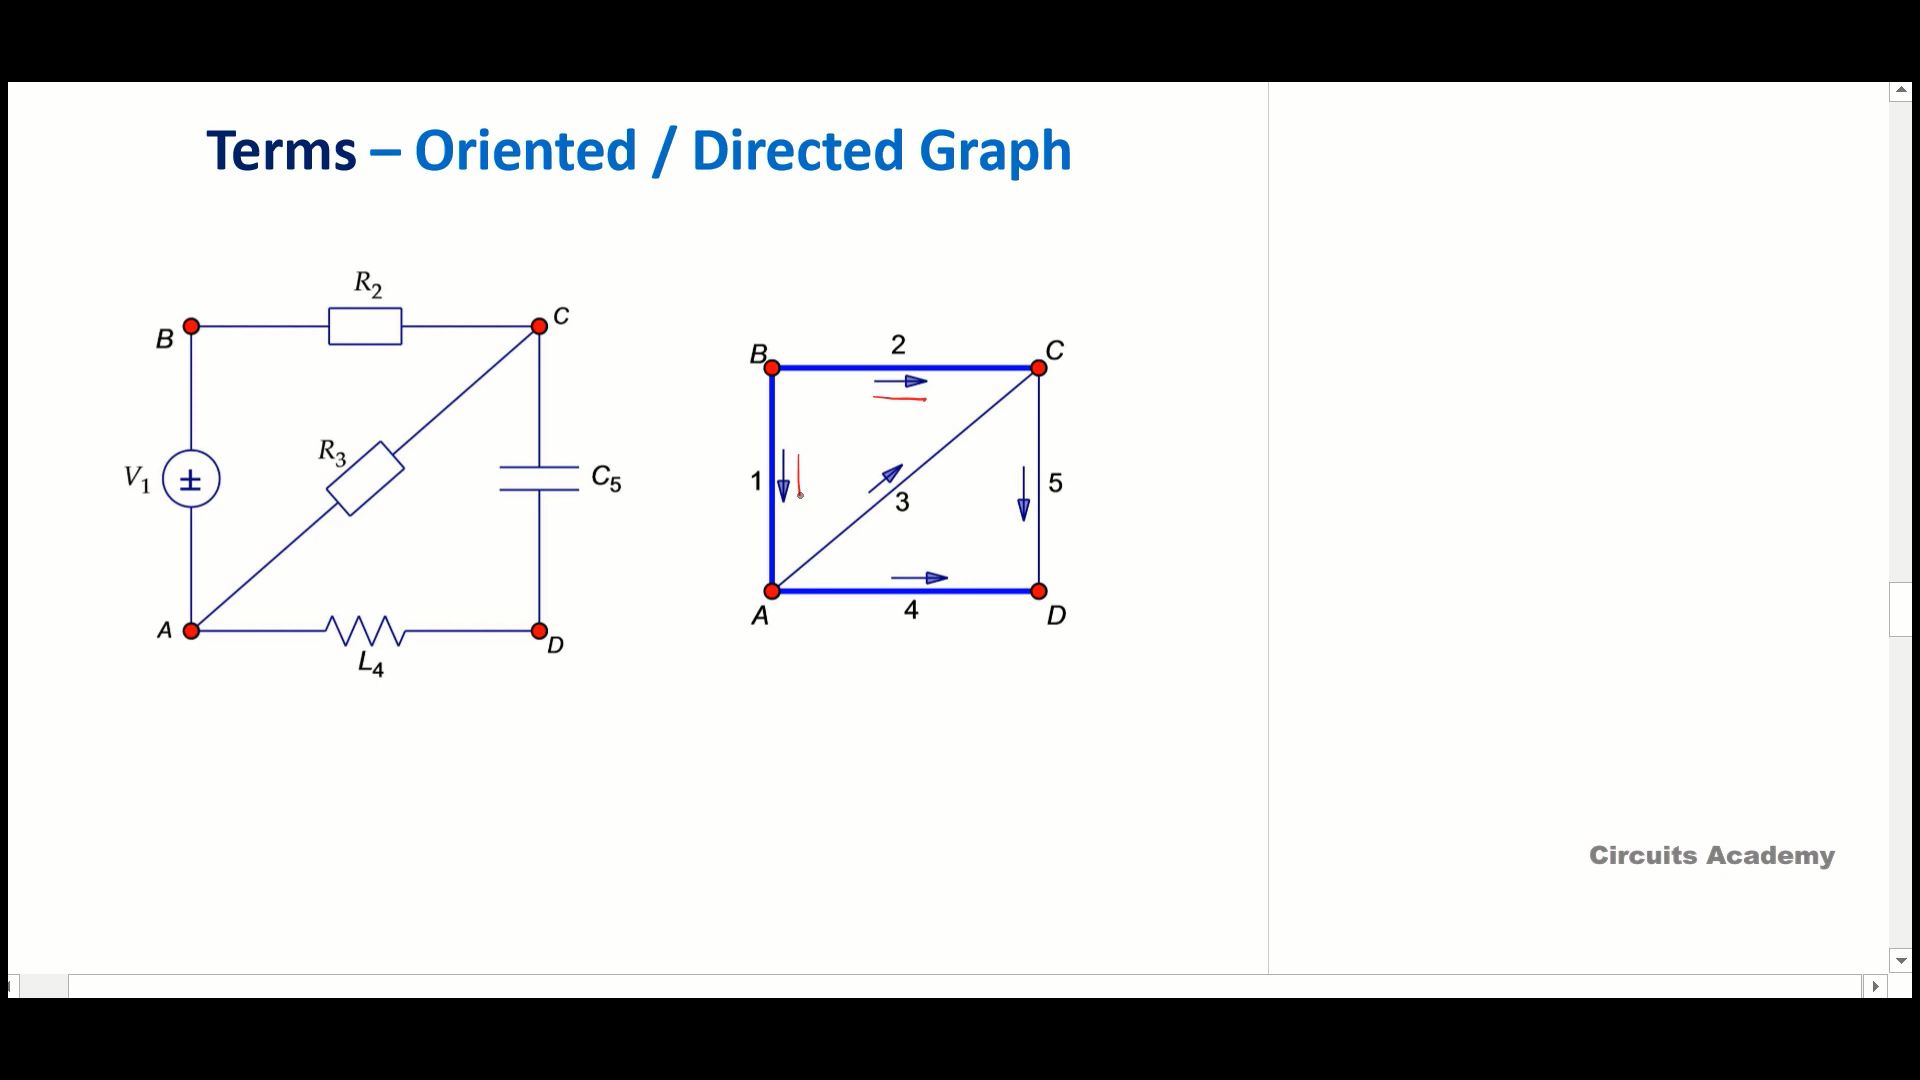 Terms – Oriented / Directed Graph
R2
B
C
V1
±
R3
C5
A
L4
D
B
2
C
1
3
5
A
4
D
Circuits Academy